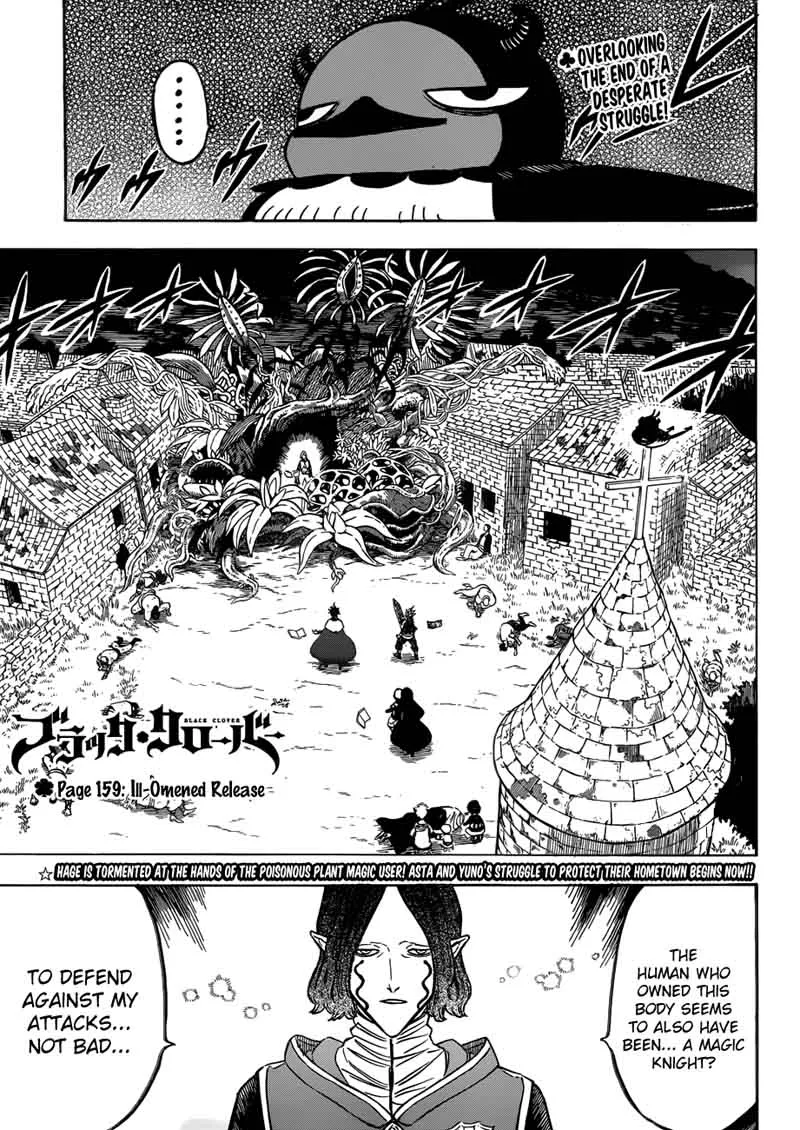 OVERLOOKING
THE END OF A
DESPERATE
STRUGGLE!
.....
ブラック・クローバー
BLACK CLOVER
Page 159: Ill-Omened Release
☆ HAGE IS TORMENTED AT THE HANDS OF THE POISONOUS PLANT MAGIC USER! ASTA AND YUNO'S STRUGGLE TO PROTECT THEIR HOMETOWN BEGINS NOW!!
THE
HUMAN WHO
OWNED THIS
BODY SEEMS
TO ALSO HAVE
BEEN... A MAGIC
KNIGHT?
TO DEFEND
AGAINST MY
ATTACKS...
NOT BAD...